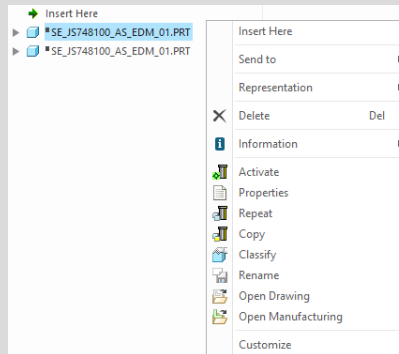 Insert Here
SE_JS748100_AS_EDM_01.PRT
SE_JS748100_AS_EDM_01.PRT
Insert Here
Send to
Representation
Delete Del
Information
Activate
Properties
Repeat
Copy
Classify
Rename
Open Drawing
Open Manufacturing
Customize